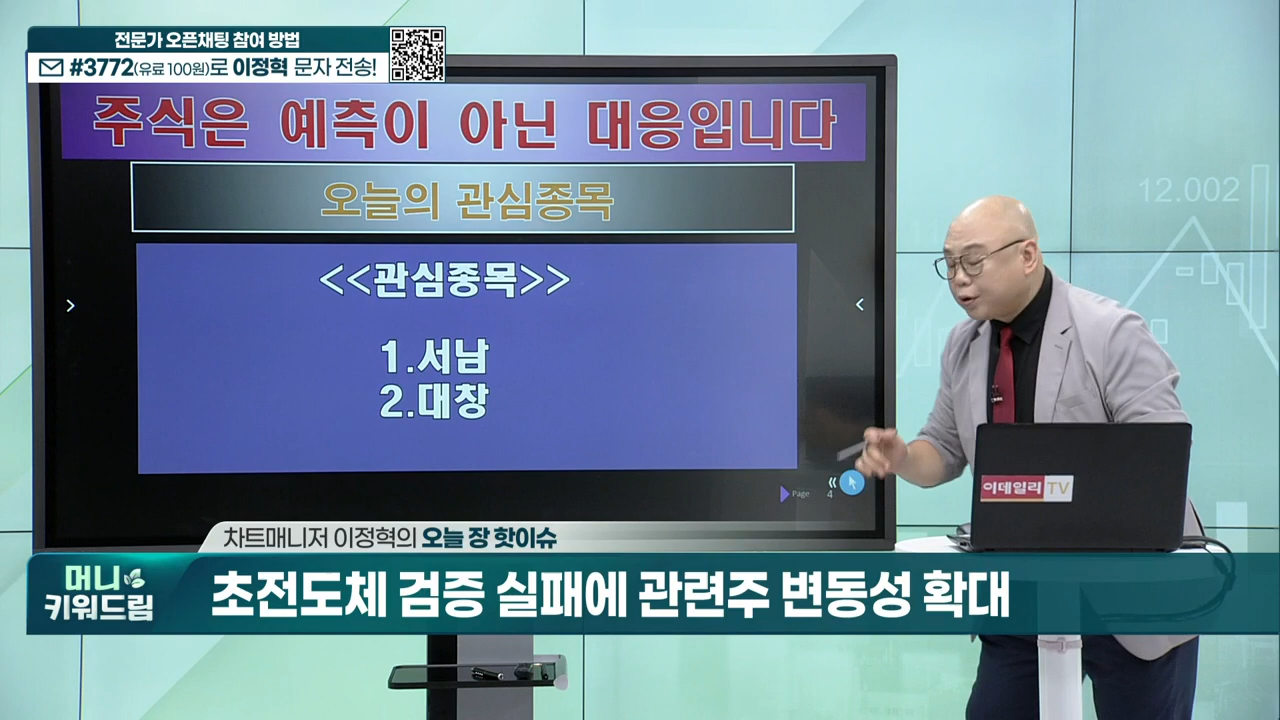 전문가 오픈채팅 참여 방법
#3772(유료 100원)로 이정혁 문자 전송!
주식은 예측이 아닌 대응입니다
오늘의 관심종목
<<관심종목>>
1.서남
2.대창
12.002
Page 4
이데일리 TV
차트매니저 이정혁의 오늘 장 핫이슈
머니 키워드림
초전도체 검증 실패에 관련주 변동성 확대